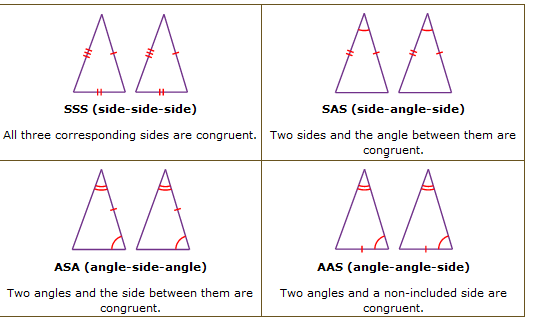 SSS (side-side-side)
All three corresponding sides are congruent.
SAS (side-angle-side)
Two sides and the angle between them are
congruent.
ASA (angle-side-angle)
Two angles and the side between them are
congruent.
AAS (angle-angle-side)
Two angles and a non-included side are
congruent.